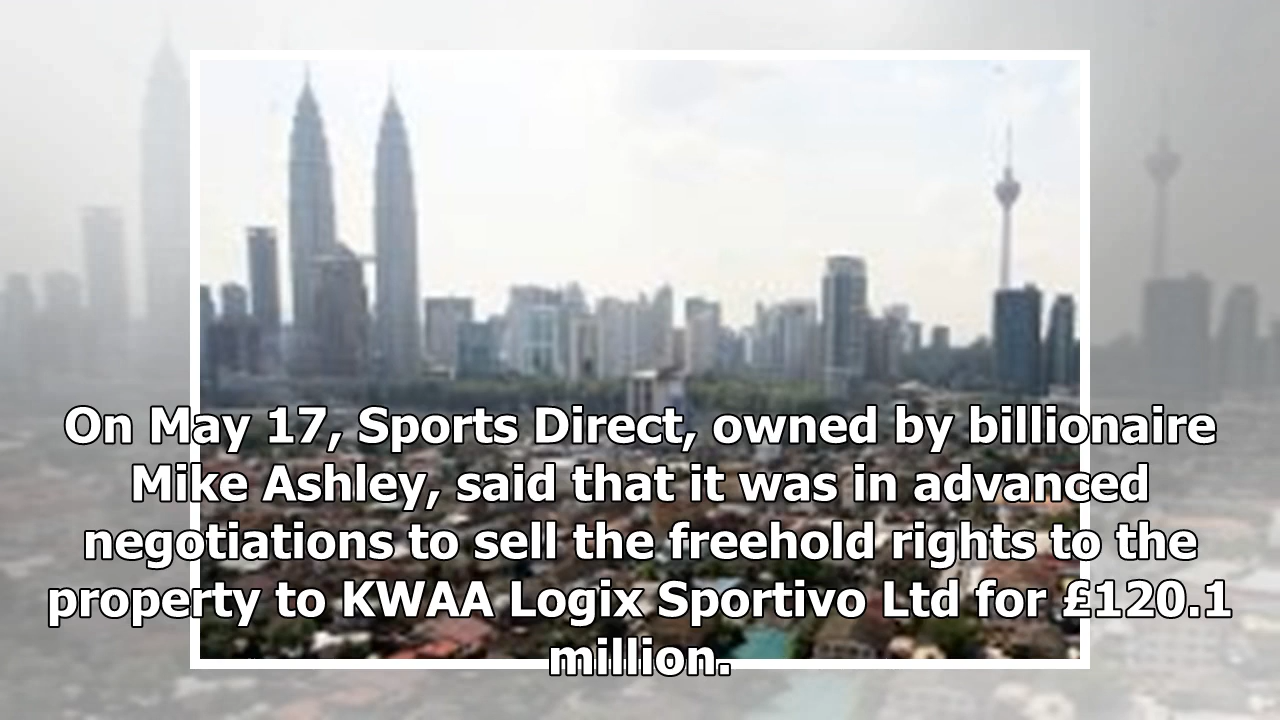 On May 17, Sports Direct, owned by billionaire
Mike Ashley, said that it was in advanced
negotiations to sell the freehold rights to the
property to KWAA Logix Sportivo Ltd for £120.1
million.